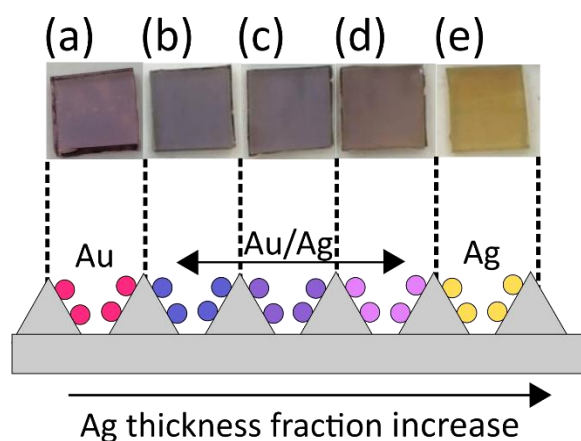 (a) (b) (c) (d) (e)
Au Au/Ag Ag
Ag thickness fraction increase